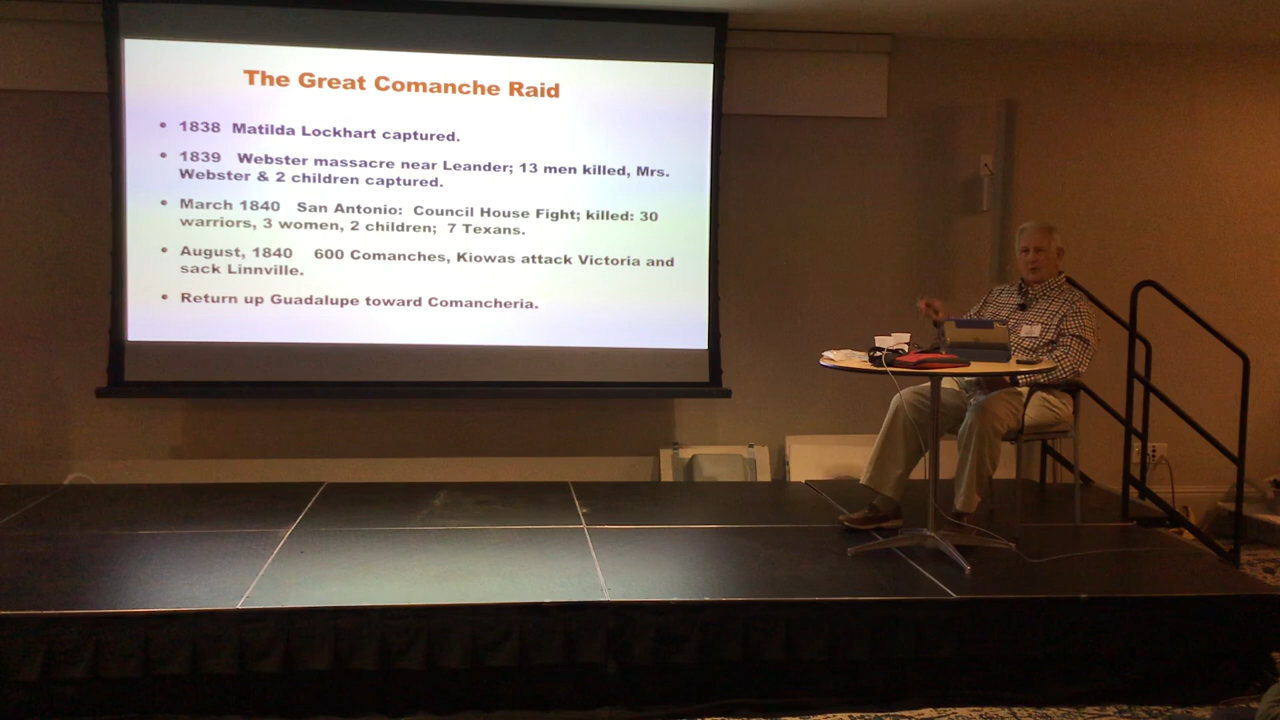 The Great Comanche Raid
• 1838 Matilda Lockhart captured.
• 1839 Webster massacre near Leander; 13 men killed, Mrs.
Webster & 2 children captured.
• March 1840 San Antonio: Council House Fight; killed: 30
warriors, 3 women, 2 children; 7 Texans.
• August, 1840 600 Comanches, Kiowas attack Victoria and
sack Linnville.
• Return up Guadalupe toward Comancheria.